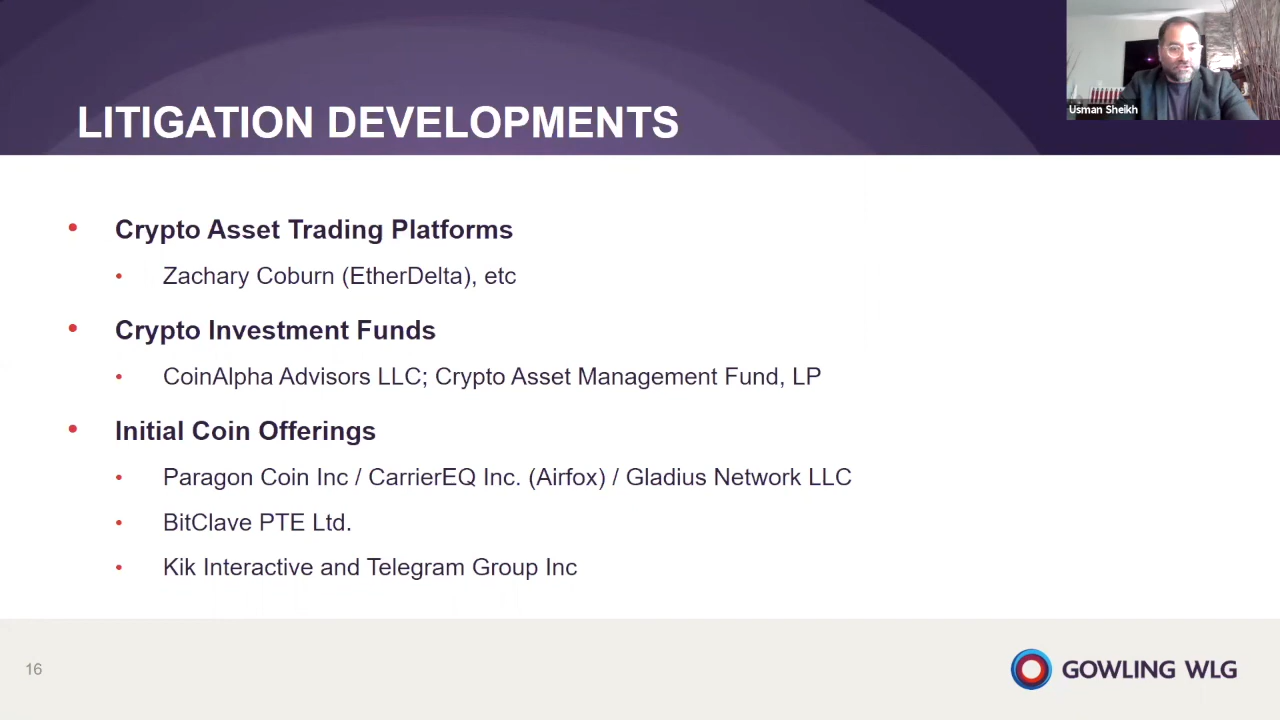 LITIGATION DEVELOPMENTS
Usman Sheikh
• Crypto Asset Trading Platforms
• Zachary Coburn (EtherDelta), etc
• Crypto Investment Funds
• CoinAlpha Advisors LLC; Crypto Asset Management Fund, LP
• Initial Coin Offerings
• Paragon Coin Inc / CarrierEQ Inc. (Airfox) / Gladius Network LLC
• BitClave PTE Ltd.
• Kik Interactive and Telegram Group Inc
16
GOWLING WLG